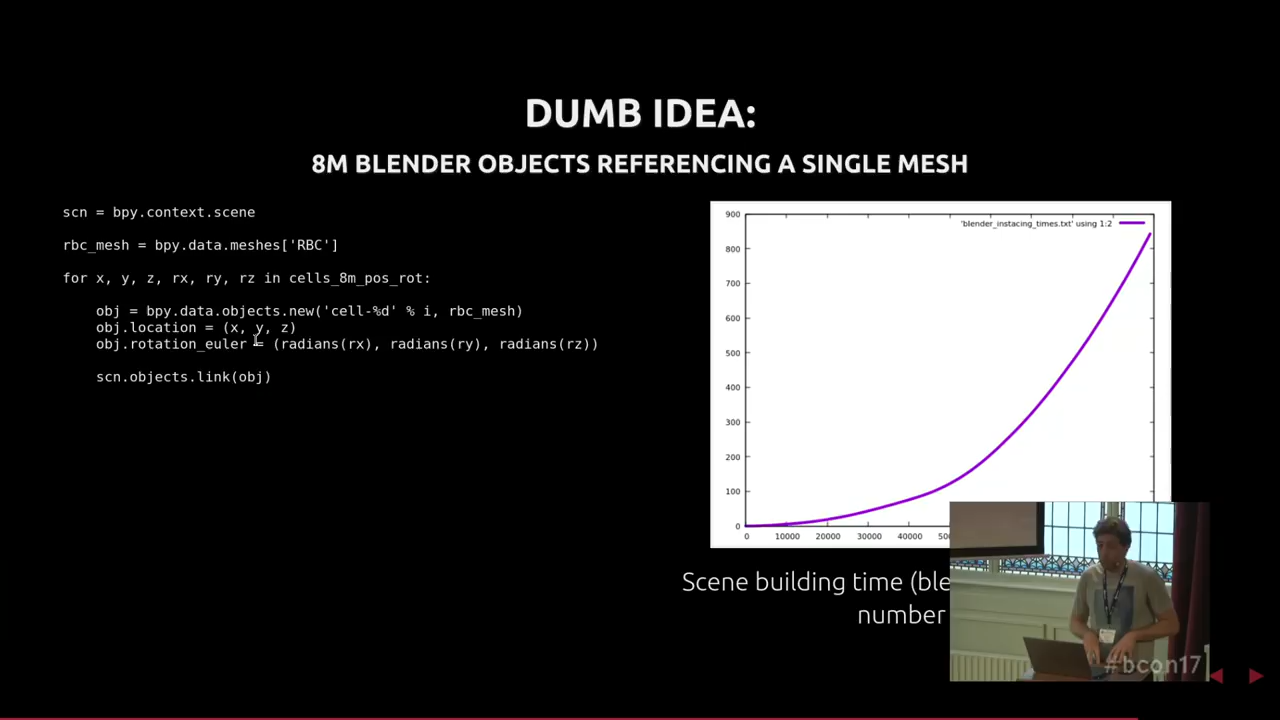 DUMB IDEA:
8M BLENDER OBJECTS REFERENCING A SINGLE MESH
scn = bpy.context.scene
rbc_mesh = bpy.data.meshes['RBC']
for x, y, z, rx, ry, rz in cells_8m_pos_rot:
obj = bpy.data.objects.new('cell-%d' % i, rbc_mesh)
obj.location = (x, y, z)
obj.rotation_euler = (radians(rx), radians(ry), radians(rz))
scn.objects.link(obj)
'blender_instacing_times.txt' using 1:2
900
800
700
600
500
400
300
200
100
0
0 10000 20000 30000 40000
Scene building time
number
#bcon17